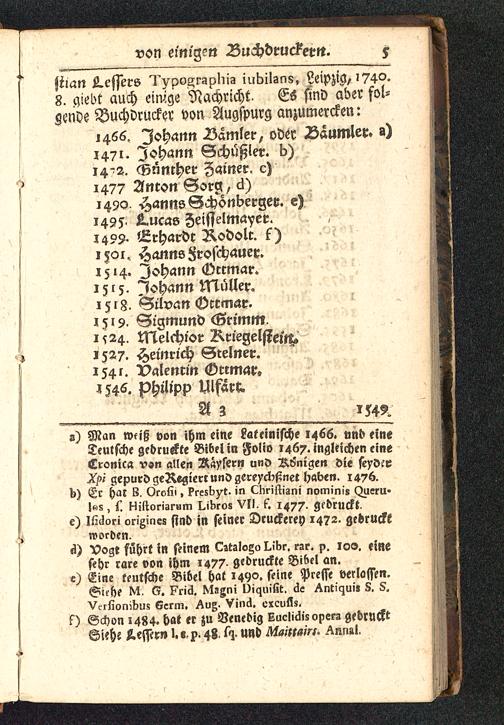 von einigen Buchdruckern. 5
stian Lessers Typographia iubilans, Leipzig, 1740.
8. giebt auch einige Nachricht. Es sind aber fol-
gende Buchdrucker von Augspurg anzumercken:
1466. Johann Bämler, oder Bäumler. a)
1471. Johann Schüßler. b)
1472. Günther Zainer. c)
1477 Anton Sorg, d)
1490. Hanns Schönberger. e)
1495. Lucas Zeisselmayer.
1499. Erhardt Rodolt. f)
1501. Hanns Froschauer.
1514. Johann Ottmar.
1515. Johann Müller.
1518. Silvan Ottmar.
1519. Sigmund Grimm.
1524. Melchior Kriegelstein.
1527. Heinrich Stelner.
1541. Valentin Ottmar.
1546. Philipp Ulfärt.
A 3 1549.
a) Man weiß von ihm eine Lateinische 1466. und eine
Teutsche gedruckte Bibel in Folio 1467. ingleichen eine
Cronica von allen Käysern und Königen die seyder
Xpi gepurd geRegiert und gereychßnet haben. 1476.
b) Er hat B. Orosii, Presbyt. in Christiani nominis Queru-
los, s. Historiarum Libros VII. f. 1477. gedruckt.
c) Isidori origines sind in seiner Druckerey 1472. gedruckt
worden.
d) Vogt führt in seinem Catalogo Libr. rar. p. 100. eine
sehr rare von ihm 1477. gedruckte Bibel an.
e) Eine teutsche Bibel hat 1490. seine Presse verlassen.
Siehe M. G. Frid. Magni Diquisit. de Antiquis S. S.
Versionibus Germ. Aug. Vind. excusis.
f) Schon 1484. hat er zu Venedig Euclidis opera gedruckt
Siehe Lessern l. c. p. 48. sq. und Maittairs. Annal.